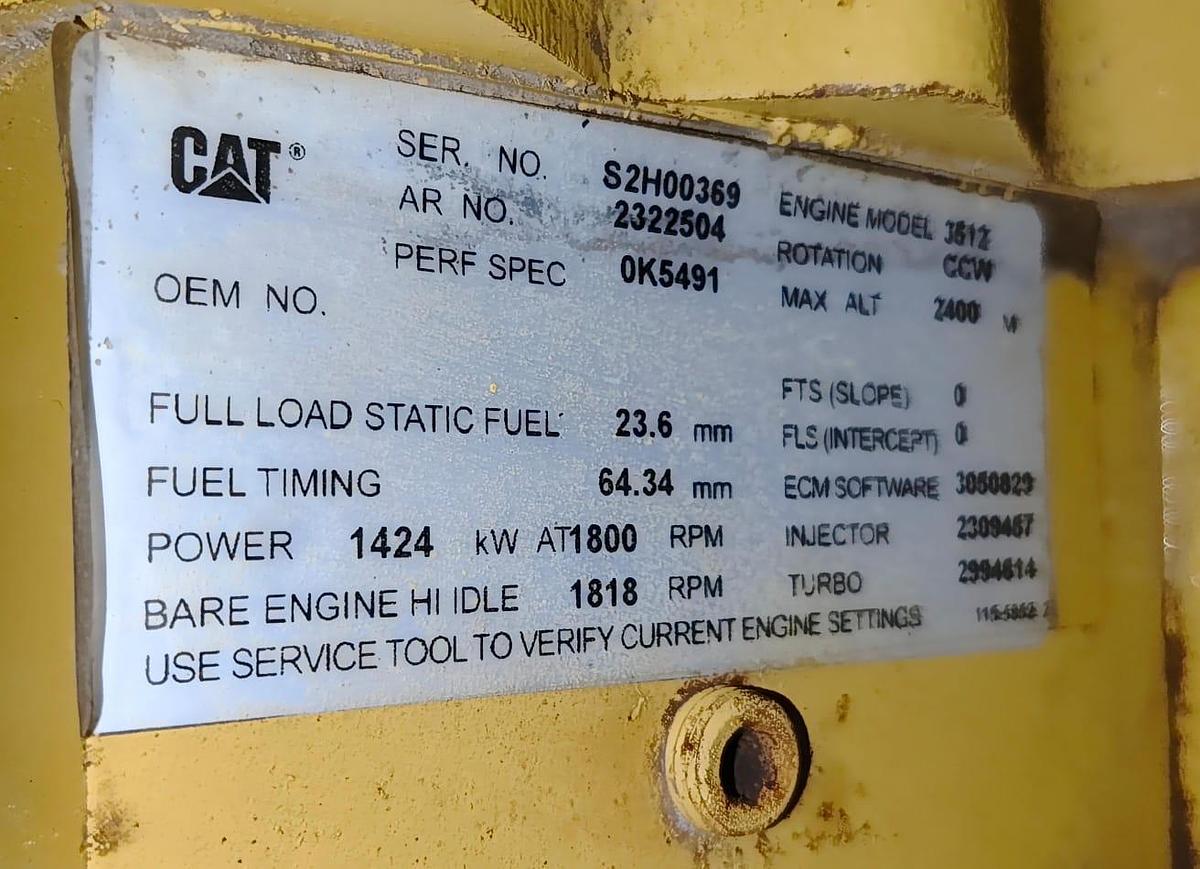 CAT®
SER. NO. S2H00369
AR NO. 2322504
PERF SPEC 0K5491
OEM NO.
ENGINE MODEL 3512
ROTATION CCW
MAX ALT 2400 M
FULL LOAD STATIC FUEL 23.6 mm
FUEL TIMING 64.34 mm
POWER 1424 kW AT 1800 RPM
BARE ENGINE HI IDLE 1818 RPM
FTS (SLOPE) 0
FLS (INTERCEPT) 0
ECM SOFTWARE 3050829
INJECTOR
TURBO
USE SERVICE TOOL TO VERIFY CURRENT ENGINE SETTINGS